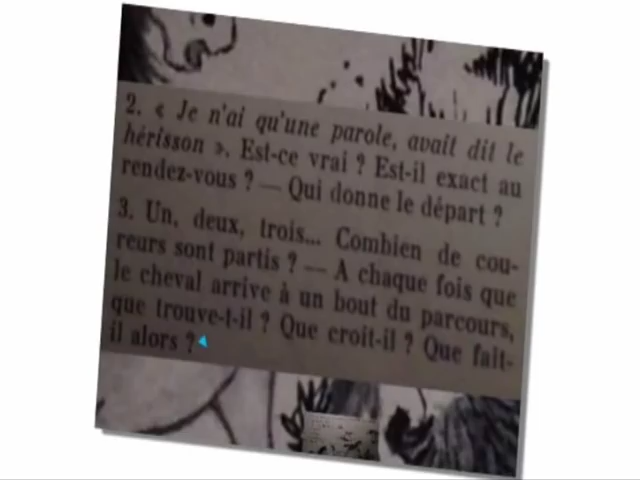 2. « Je n'ai qu'une parole, avait dit le
hérisson ». Est-ce vrai ? Est-il exact au
rendez-vous ? — Qui donne le départ ?
3. Un, deux, trois... Combien de cou-
reurs sont partis ? — A chaque fois que
le cheval arrive à un bout du parcours,
que trouve-t-il ? Que croit-il ? Que fait-
il alors ?